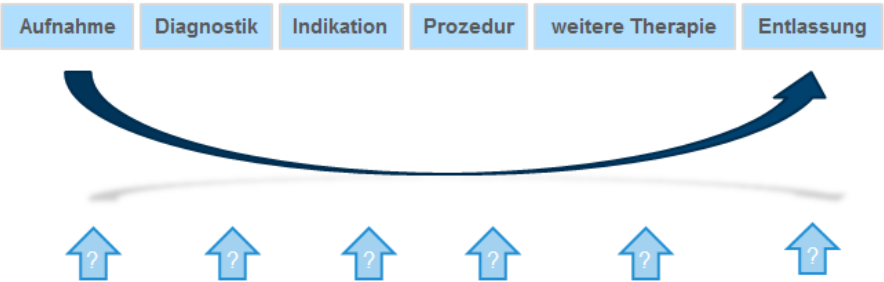 Aufnahme Diagnostik Indikation Prozedur weitere Therapie Entlassung
? ? ? ? ? ?